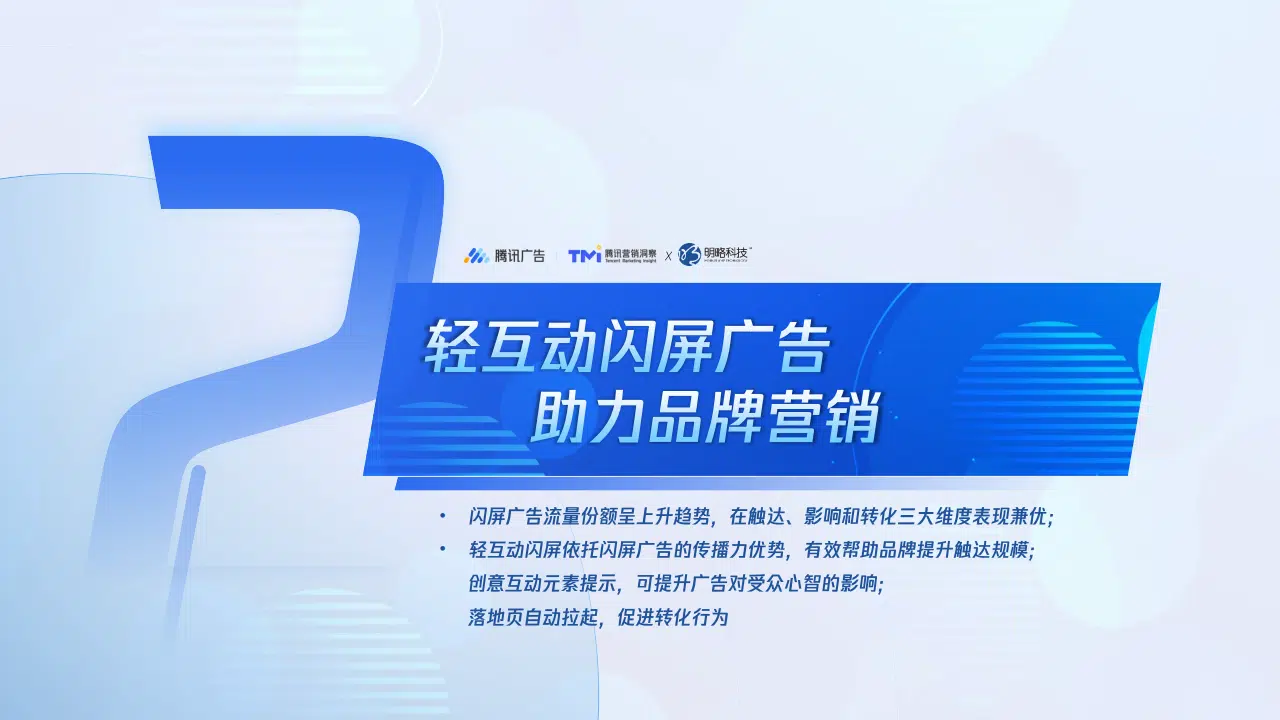 腾讯广告 TMi 腾讯营销洞察 Tencent Marketing Insight X 明略科技
轻互动闪屏广告
助力品牌营销
• 闪屏广告流量份额呈上升趋势，在触达、影响和转化三大维度表现兼优；
• 轻互动闪屏依托闪屏广告的传播力优势，有效帮助品牌提升触达规模；
创意互动元素提示，可提升广告对受众心智的影响；
落地页自动拉起，促进转化行为